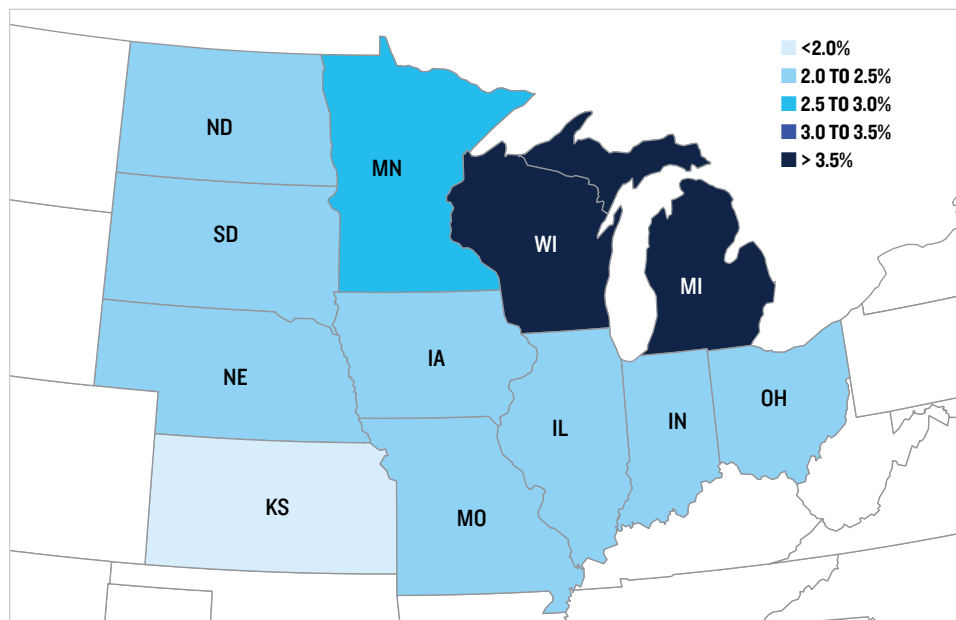 <2.0%
2.0 TO 2.5%
2.5 TO 3.0%
3.0 TO 3.5%
> 3.5%
ND
MN
SD
WI
MI
IA
NE
OH
IN
IL
KS
MO